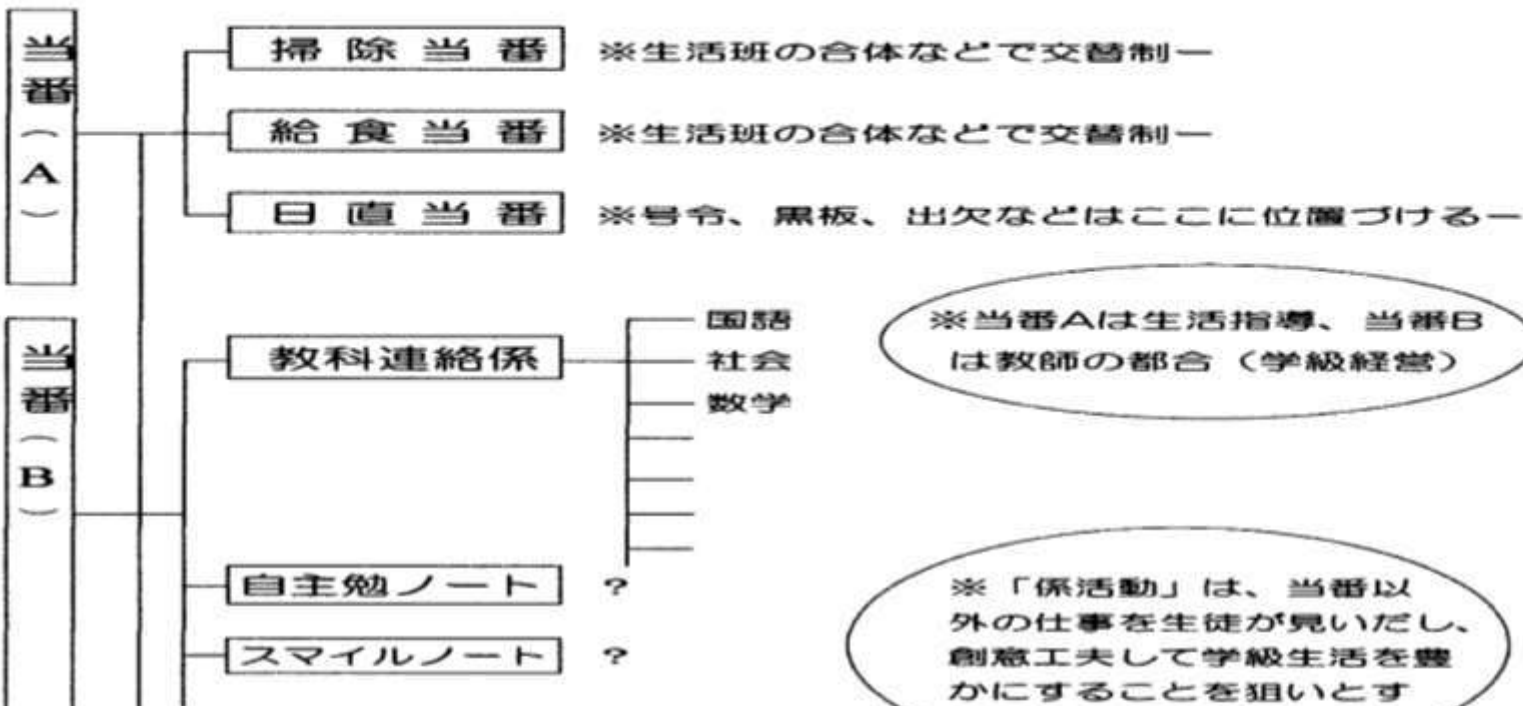 当番（A）
掃除当番 ※生活班の合体などで交替制ー
給食当番 ※生活班の合体などで交替制ー
日直当番 ※号令、黒板、出欠などはここに位置づけるー
当番（B）
教科連絡係
国語
社会
数学
※当番Aは生活指導、当番B
は教師の都合（学級経営）
自主勉ノート ?
スマイルノート ?
※「係活動」は、当番以
外の仕事を生徒が見いだし、
創意工夫して学級生活を豊
かにすることを狙いとす